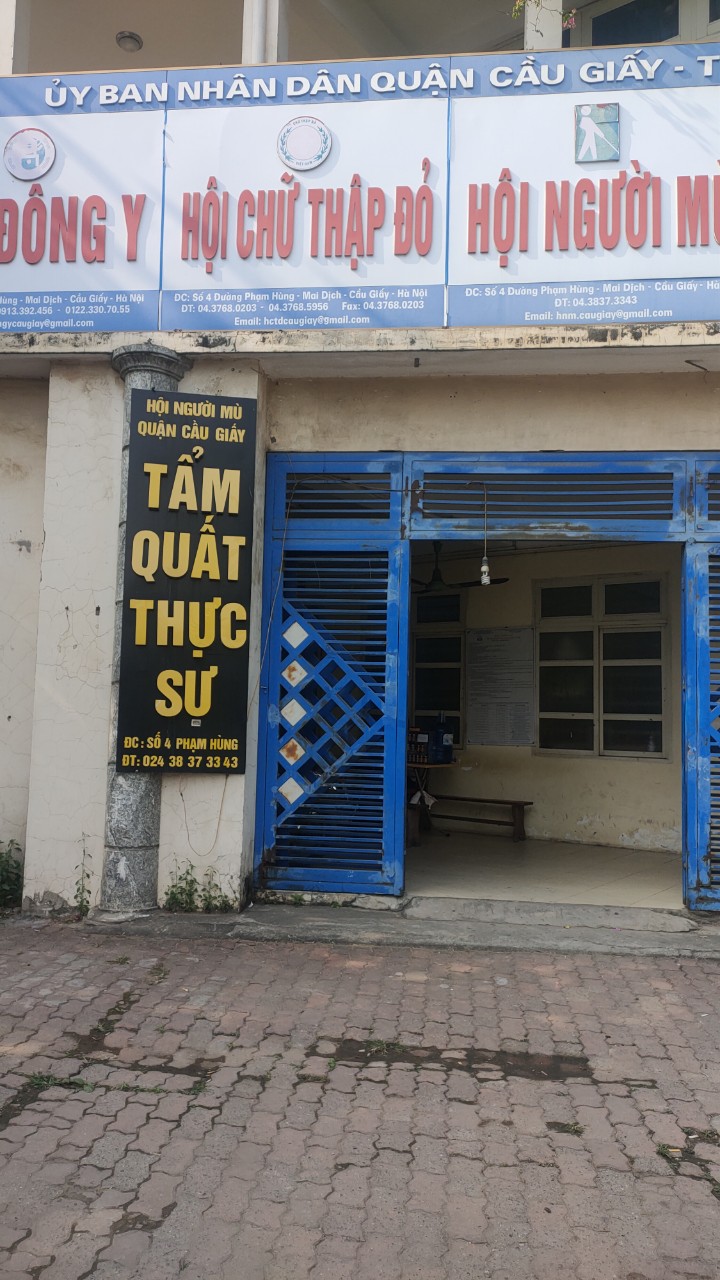 ỦY BAN NHÂN DÂN QUẬN CẦU GIẤY - T
ĐÔNG Y
Hùng - Mai Dịch - Cầu Giấy - Hà Nội
0913.392.456 - 0122.330.70.55
gycaugiay@gmail.com
HỘI CHỮ THẬP ĐỎ
ĐC: Số 4 Đường Phạm Hùng - Mai Dịch - Cầu Giấy - Hà Nội
ĐT: 04.3768.0203 - 04.3768.5956 Fax: 04.3768.0203
Email: hctdcaugiay@gmail.com
HỘI NGƯỜI MÙ
ĐC: Số 4 Đường Phạm Hùng - Mai Dịch - Cầu Giấy - Hà
ĐT: 04.3837.3343
Email: hnm.caugiay@gmail.com
HỘI NGƯỜI MÙ
QUẬN CẦU GIẤY
TẨM
QUẤT
THỰC
SƯ
ĐC: SỐ 4 PHẠM HÙNG
ĐT: 024 38 37 33 43